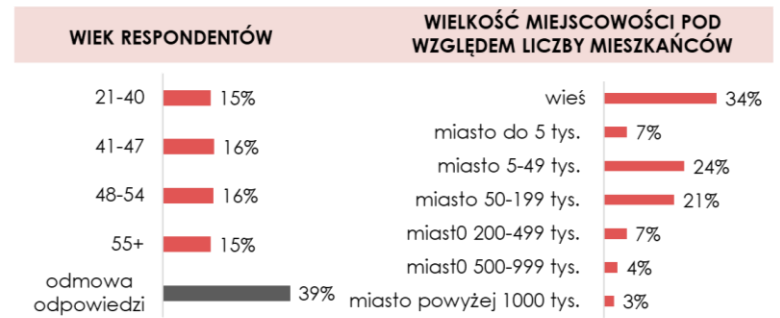 WIEK RESPONDENTÓW
21-40 15%
41-47 16%
48-54 16%
55+ 15%
odmowa
odpowiedzi 39%
WIELKOŚĆ MIEJSCOWOŚCI POD
WZGLĘDEM LICZBY MIESZKAŃCÓW
wieś 34%
miasto do 5 tys. 7%
miasto 5-49 tys. 24%
miasto 50-199 tys. 21%
miast0 200-499 tys. 7%
miast0 500-999 tys. 4%
miasto powyżej 1000 tys. 3%